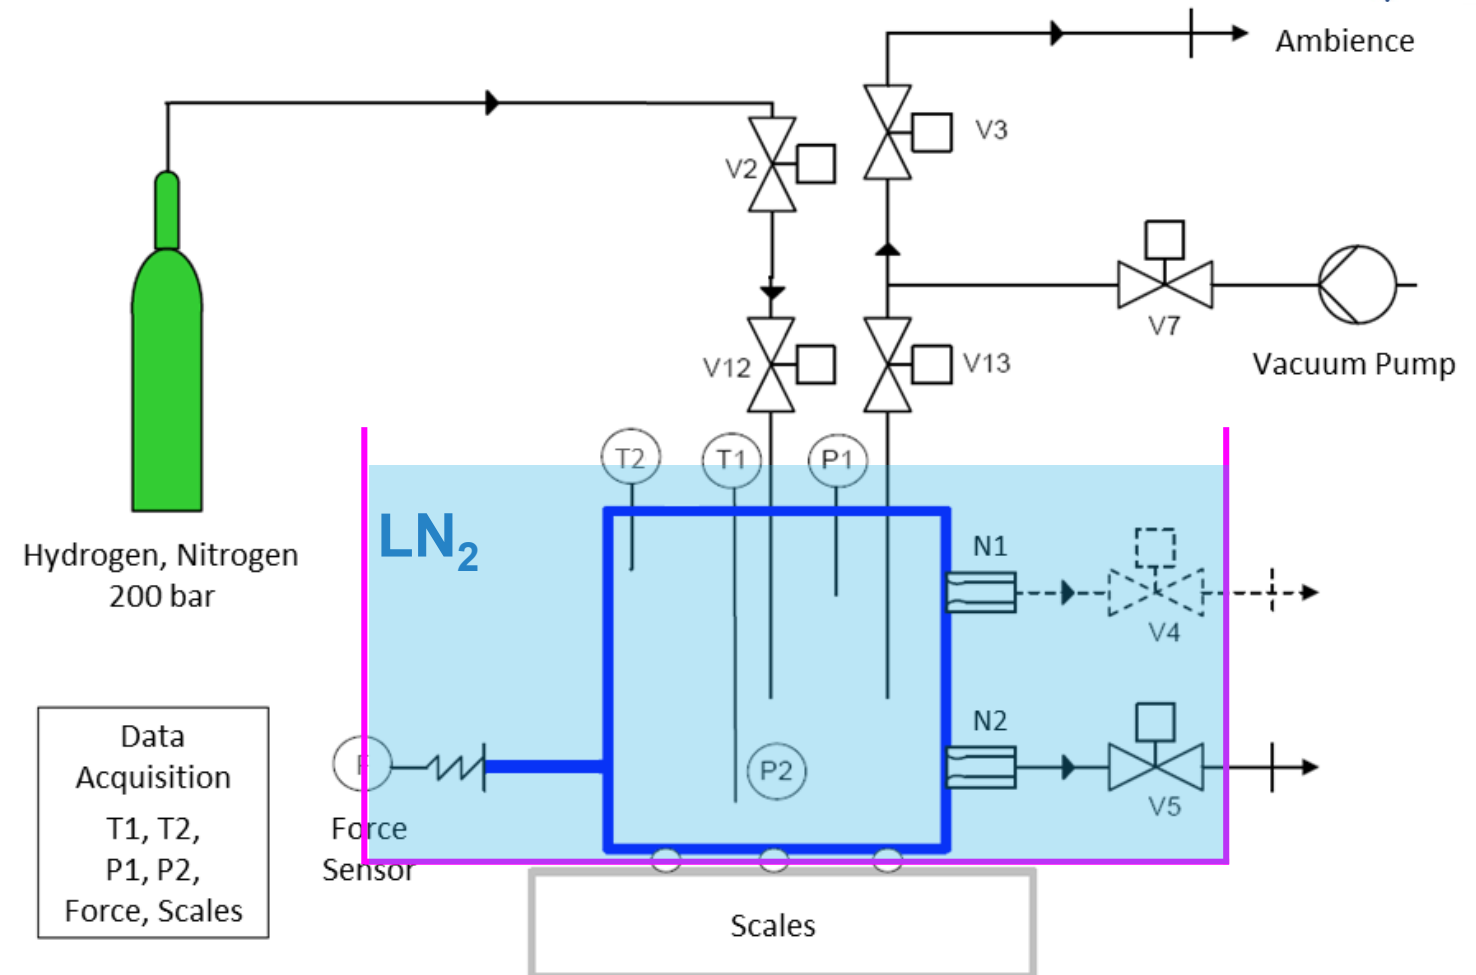 Ambience
V3
V2
V7
Vacuum Pump
V12
V13
T2
T1
P1
Hydrogen, Nitrogen
200 bar
LN₂
N1
V4
N2
V5
P2
F
Force
Sensor
Data
Acquisition
T1, T2,
P1, P2,
Force, Scales
Scales